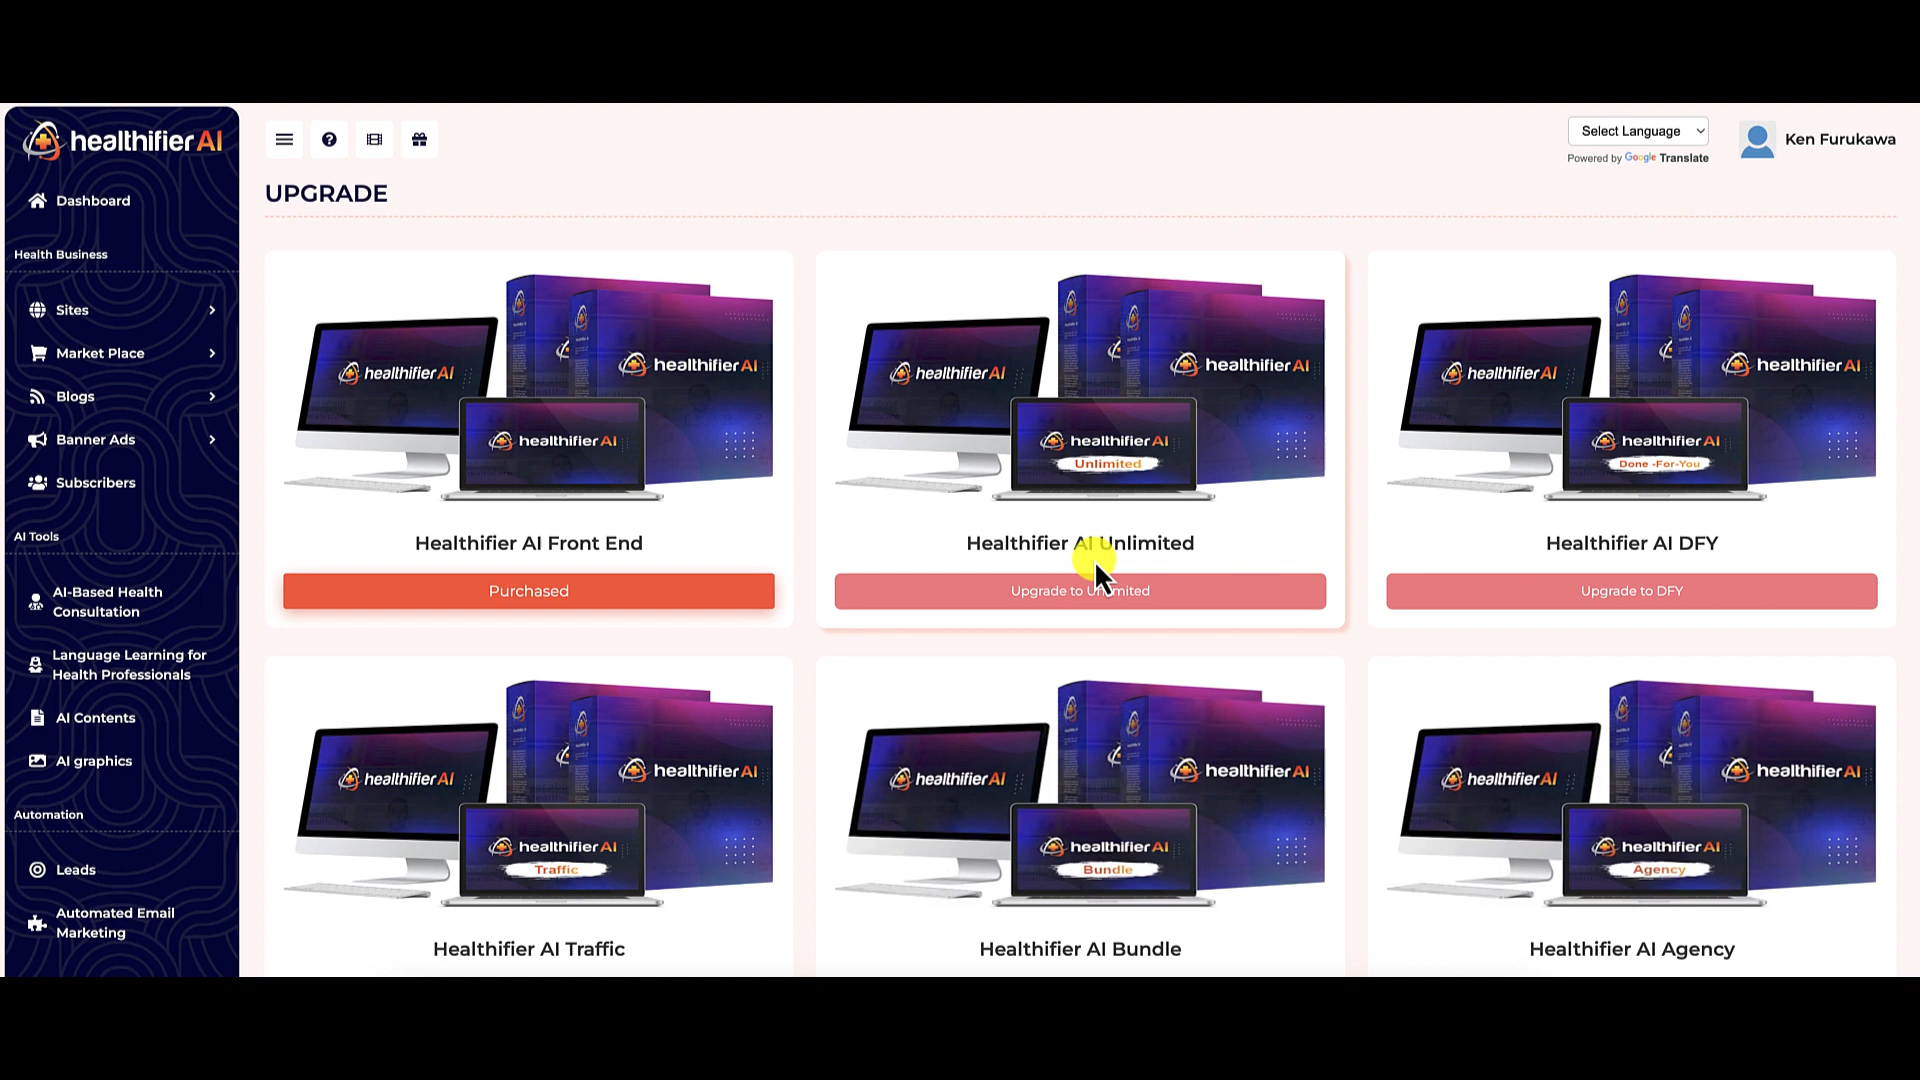 healthifier AI
Select Language
Powered by Google Translate
Ken Furukawa
Dashboard
UPGRADE
Health Business
Sites
Market Place
Blogs
Banner Ads
Subscribers
AI Tools
AI-Based Health
Consultation
Language Learning for
Health Professionals
AI Contents
AI graphics
Automation
Leads
Automated Email
Marketing
healthifier AI
healthifier AI
healthifier AI
Healthifier AI Front End
Purchased
healthifier AI
healthifier AI
healthifier AI
Unlimited
Healthifier AI Unlimited
Upgrade to Unlimited
healthifier AI
healthifier AI
healthifier AI
Done -For-You
Healthifier AI DFY
Upgrade to DFY
healthifier AI
healthifier AI
healthifier AI
Traffic
Healthifier AI Traffic
healthifier AI
healthifier AI
healthifier AI
Bundle
Healthifier AI Bundle
healthifier AI
healthifier AI
healthifier AI
Agency
Healthifier AI Agency